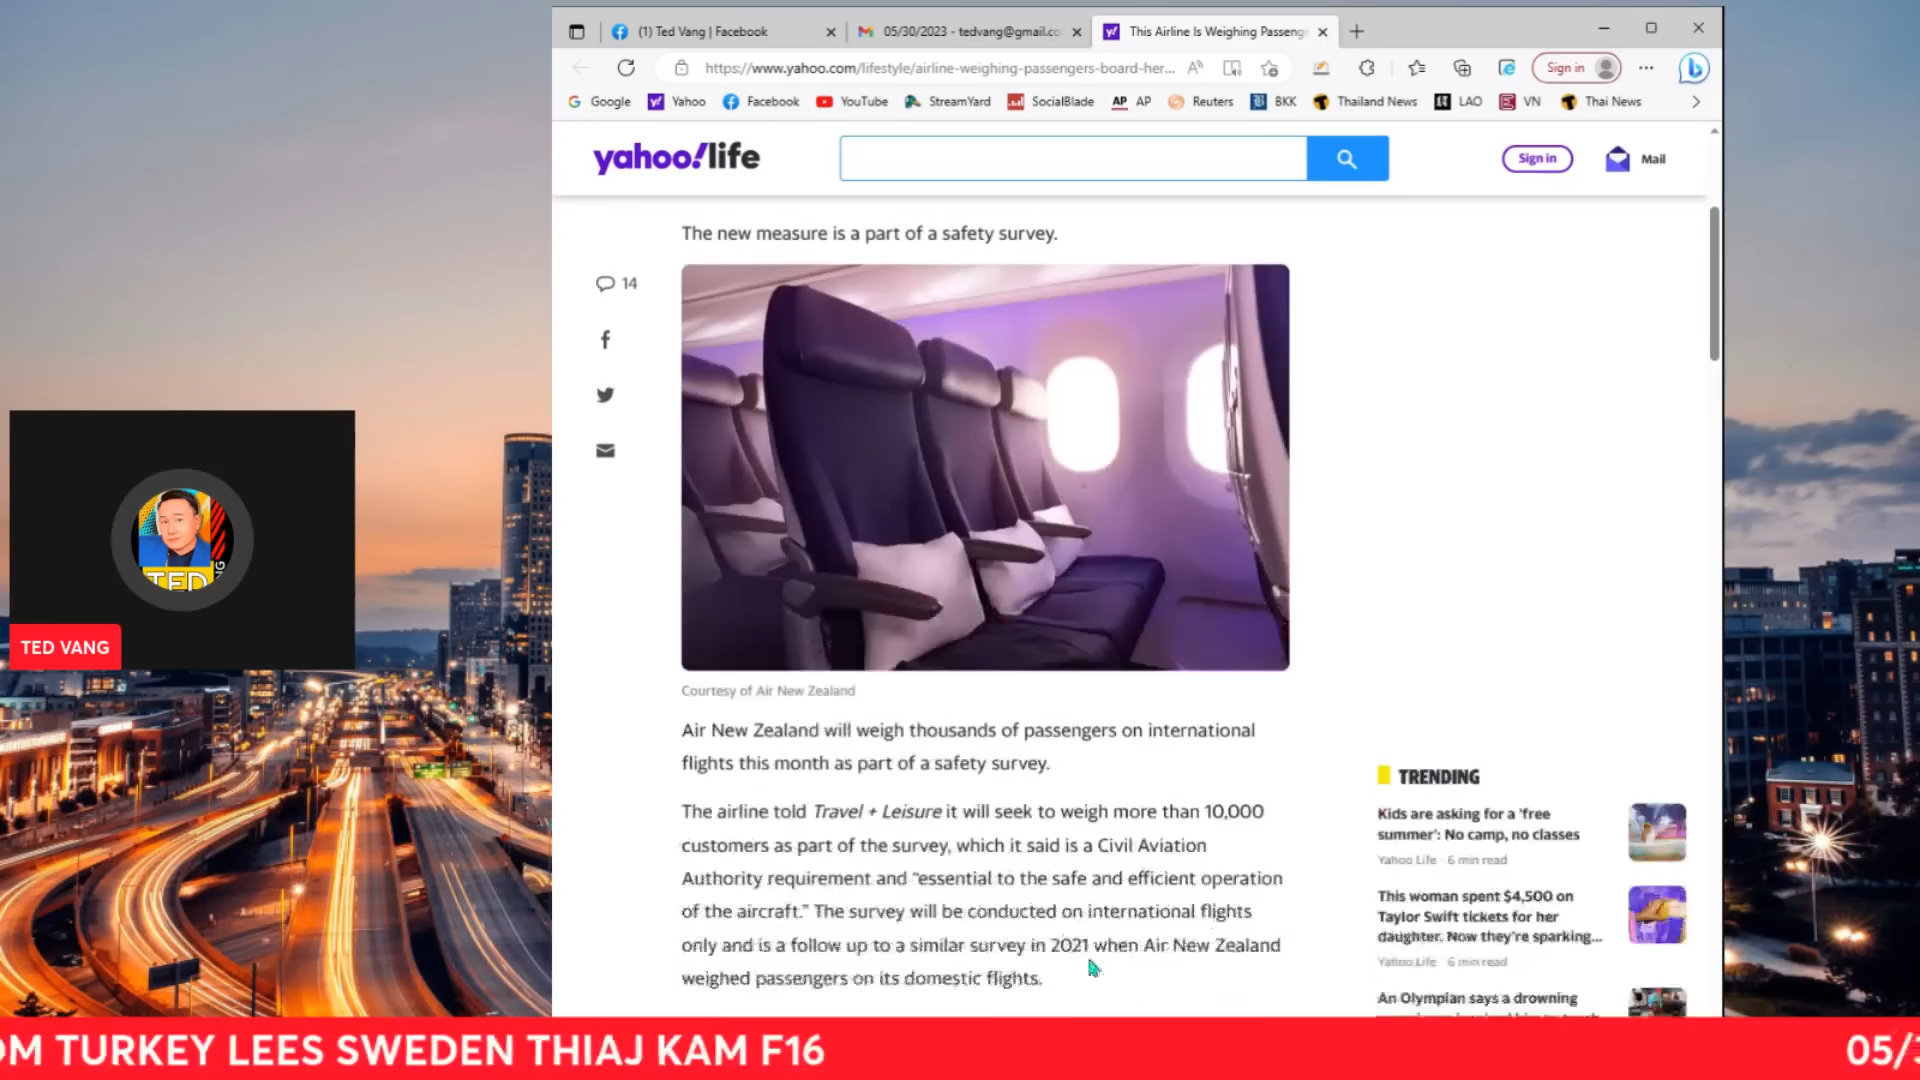 (1) Ted Vang | Facebook
05/30/2023 - tedvang@gmail.co
This Airline Is Weighing Passeng
https://www.yahoo.com/lifestyle/airline-weighing-passengers-board-her...
Sign in
Google
Yahoo
Facebook
YouTube
StreamYard
SocialBlade
AP AP
Reuters
BKK
Thailand News
LAO
VN
Thai News
yahoo!life
Sign in
Mail
The new measure is a part of a safety survey.
14
Courtesy of Air New Zealand
Air New Zealand will weigh thousands of passengers on international
flights this month as part of a safety survey.
The airline told Travel + Leisure it will seek to weigh more than 10,000
customers as part of the survey, which it said is a Civil Aviation
Authority requirement and “essential to the safe and efficient operation
of the aircraft.” The survey will be conducted on international flights
only and is a follow up to a similar survey in 2021 when Air New Zealand
weighed passengers on its domestic flights.
TRENDING
Kids are asking for a ‘free
summer’: No camp, no classes
Yahoo Life · 6 min read
This woman spent $4,500 on
Taylor Swift tickets for her
daughter. Now they’re sparking...
Yahoo Life · 6 min read
An Olympian says a drowning
TED
TED VANG
OM TURKEY LEES SWEDEN THIAJ KAM F16
05/3